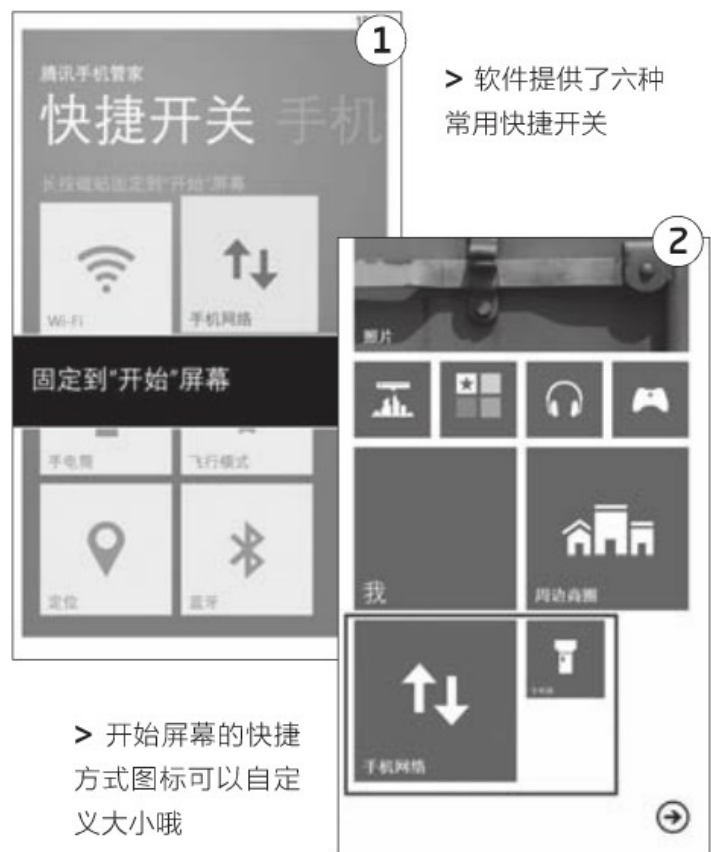 1
腾讯手机管家
快捷开关 手机
长按磁贴固定到"开始"屏幕
Wi-Fi
手机网络
固定到"开始"屏幕
手电筒
飞行模式
定位
蓝牙
> 软件提供了六种
常用快捷开关
2
照片
我
周边商圈
手机网络
手电筒
> 开始屏幕的快捷
方式图标可以自定
义大小哦